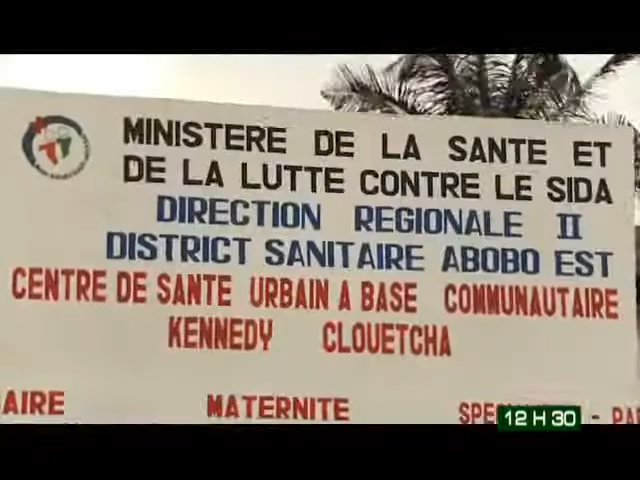 MINISTERE DE LA SANTE ET
DE LA LUTTE CONTRE LE SIDA
DIRECTION REGIONALE II
DISTRICT SANITAIRE ABOBO EST
CENTRE DE SANTE URBAIN A BASE COMMUNAUTAIRE
KENNEDY CLOUETCHA
AIRE MATERNITE
12 H 30